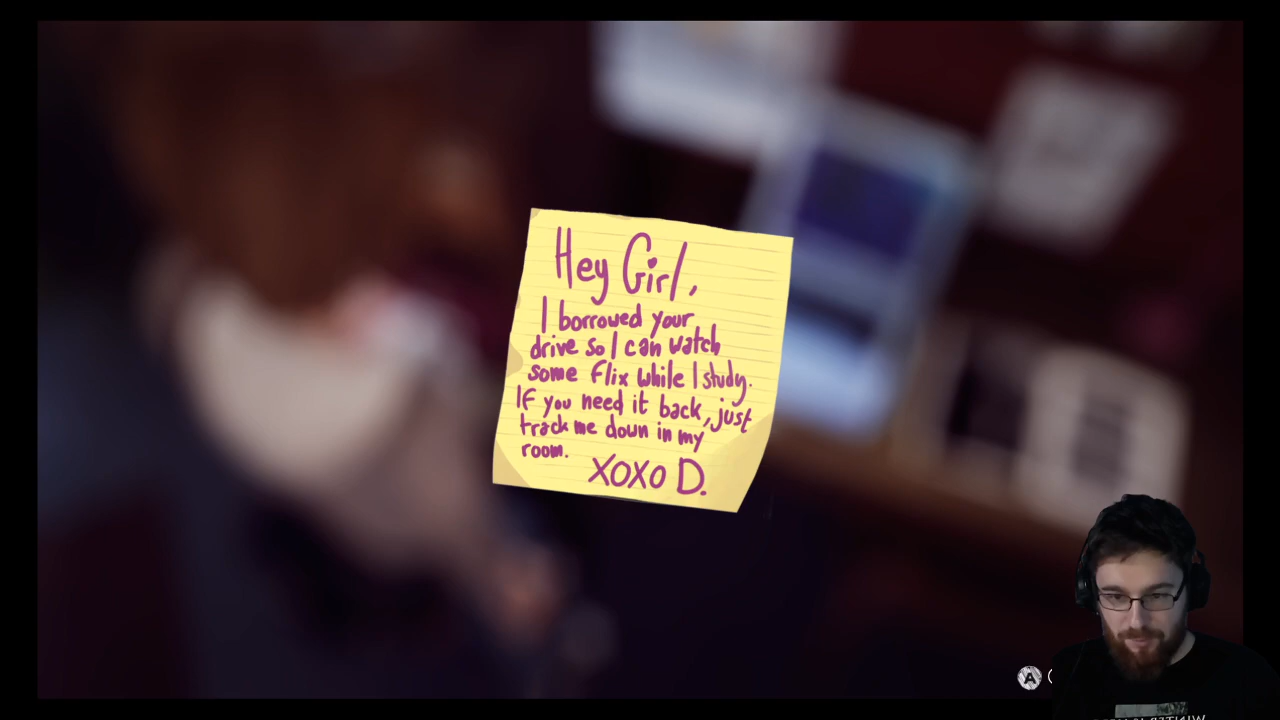 Hey Girl,
I borrowed your
drive so I can watch
some Flix while I study.
If you need it back, just
track me down in my
room.
XOXO D.
A